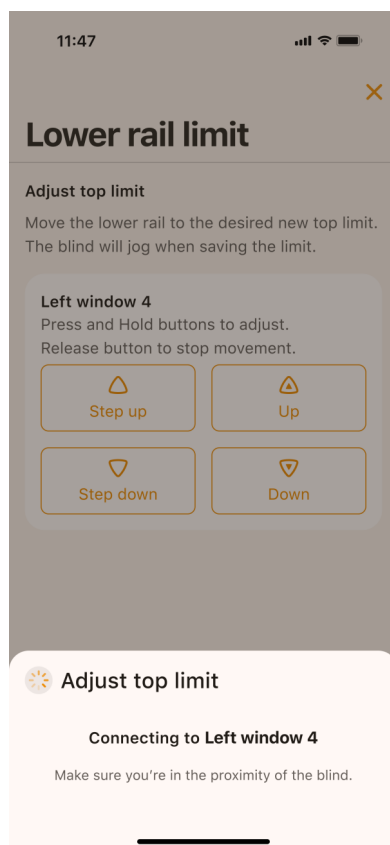 11:47
Lower rail limit
Adjust top limit
Move the lower rail to the desired new top limit.
The blind will jog when saving the limit.
Left window 4
Press and Hold buttons to adjust.
Release button to stop movement.
Step up
Up
Step down
Down
Adjust top limit
Connecting to Left window 4
Make sure you’re in the proximity of the blind.